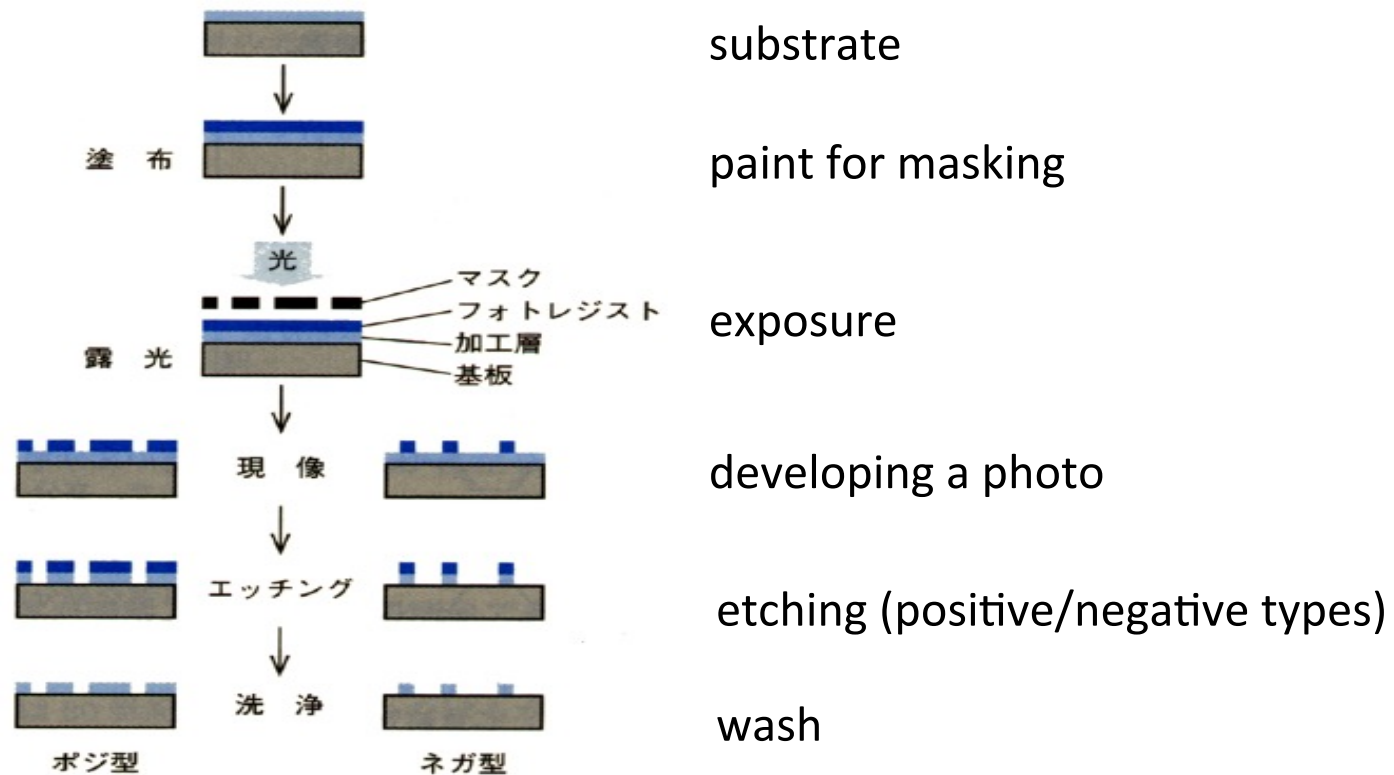 substrate
塗 布
paint for masking
光
マスク
フォトレジスト
加工層
基板
露 光
exposure
現 像
developing a photo
エッチング
etching (positive/negative types)
洗 浄
wash
ポジ型
ネガ型